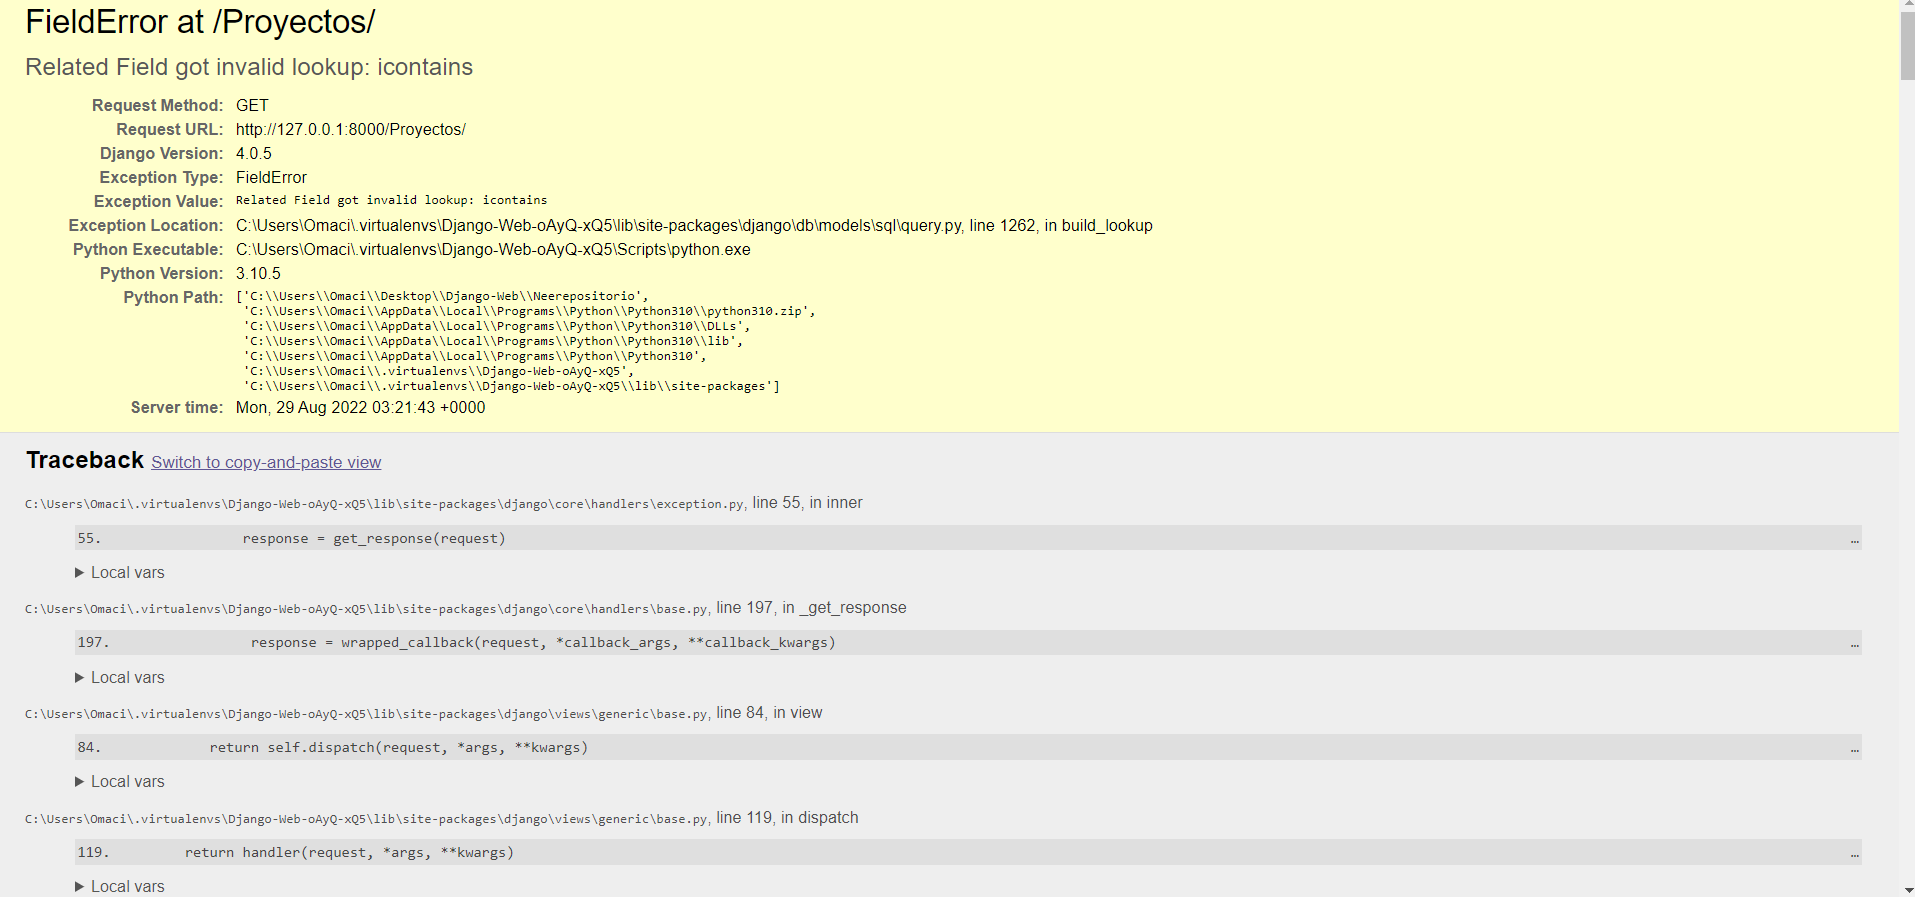 FieldError at /Proyectos/
Related Field got invalid lookup: icontains
Request Method: GET
Request URL: http://127.0.0.1:8000/Proyectos/
Django Version: 4.0.5
Exception Type: FieldError
Exception Value: Related Field got invalid lookup: icontains
Exception Location: C:\Users\Omaci\.virtualenvs\Django-Web-oAyQ-xQ5\lib\site-packages\django\db\models\sql\query.py, line 1262, in build_lookup
Python Executable: C:\Users\Omaci\.virtualenvs\Django-Web-oAyQ-xQ5\Scripts\python.exe
Python Version: 3.10.5
Python Path: ['C:\\Users\\Omaci\\Desktop\\Django-Web\\Neerepositorio',
'C:\\Users\\Omaci\\AppData\\Local\\Programs\\Python\\Python310\\python310.zip',
'C:\\Users\\Omaci\\AppData\\Local\\Programs\\Python\\Python310\\DLLs',
'C:\\Users\\Omaci\\AppData\\Local\\Programs\\Python\\Python310\\lib',
'C:\\Users\\Omaci\\AppData\\Local\\Programs\\Python\\Python310',
'C:\\Users\\Omaci\\.virtualenvs\\Django-Web-oAyQ-xQ5',
'C:\\Users\\Omaci\\.virtualenvs\\Django-Web-oAyQ-xQ5\\lib\\site-packages']
Server time: Mon, 29 Aug 2022 03:21:43 +0000
Traceback Switch to copy-and-paste view
C:\Users\Omaci\.virtualenvs\Django-Web-oAyQ-xQ5\lib\site-packages\django\core\handlers\exception.py, line 55, in inner
55. response = get_response(request) …
▶ Local vars
C:\Users\Omaci\.virtualenvs\Django-Web-oAyQ-xQ5\lib\site-packages\django\core\handlers\base.py, line 197, in _get_response
197. response = wrapped_callback(request, *callback_args, **callback_kwargs) …
▶ Local vars
C:\Users\Omaci\.virtualenvs\Django-Web-oAyQ-xQ5\lib\site-packages\django\views\generic\base.py, line 84, in view
84. return self.dispatch(request, *args, **kwargs) …
▶ Local vars
C:\Users\Omaci\.virtualenvs\Django-Web-oAyQ-xQ5\lib\site-packages\django\views\generic\base.py, line 119, in dispatch
119. return handler(request, *args, **kwargs) …
▶ Local vars